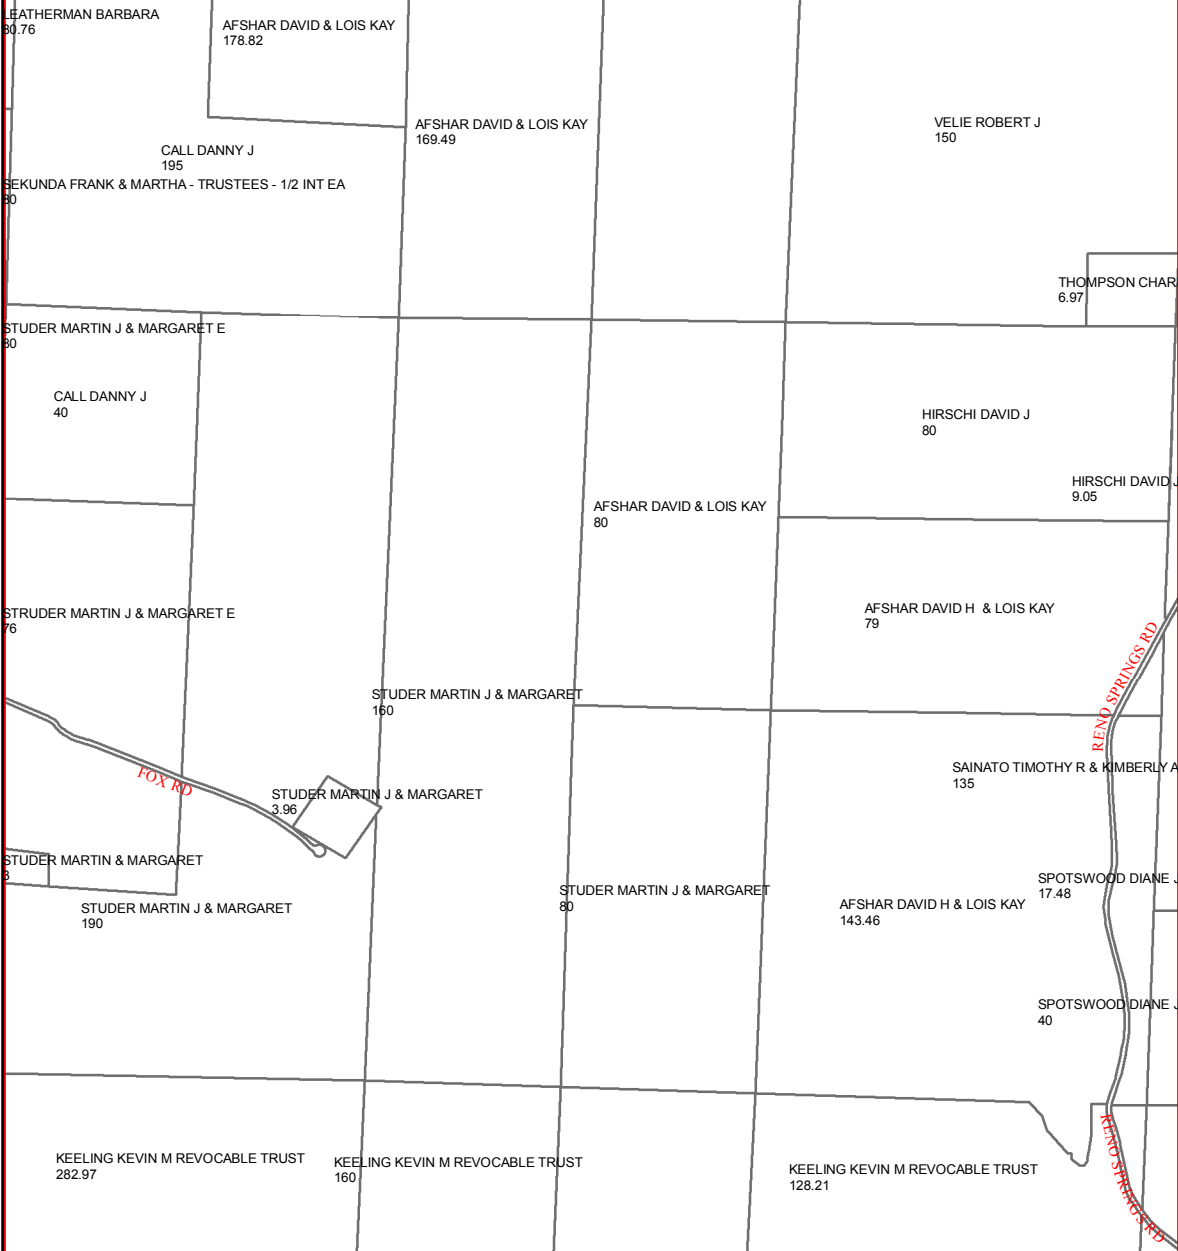 LEATHERMAN BARBARA
80.76
AFSHAR DAVID & LOIS KAY
178.82
AFSHAR DAVID & LOIS KAY
169.49
VELIE ROBERT J
150
CALL DANNY J
195
SEKUNDA FRANK & MARTHA - TRUSTEES - 1/2 INT EA
80
THOMPSON CHAR
6.97
STUDER MARTIN J & MARGARET E
80
CALL DANNY J
40
HIRSCHI DAVID J
80
HIRSCHI DAVID J
9.05
AFSHAR DAVID & LOIS KAY
80
STRUDER MARTIN J & MARGARET E
76
AFSHAR DAVID H & LOIS KAY
79
RENO SPRINGS RD
STUDER MARTIN J & MARGARET
160
FOX RD
STUDER MARTIN J & MARGARET
3.96
SAINATO TIMOTHY R & KIMBERLY A
135
STUDER MARTIN & MARGARET
3
STUDER MARTIN J & MARGARET
190
STUDER MARTIN J & MARGARET
80
AFSHAR DAVID H & LOIS KAY
143.46
SPOTSWOOD DIANE J
17.48
SPOTSWOOD DIANE J
40
KEELING KEVIN M REVOCABLE TRUST
282.97
KEELING KEVIN M REVOCABLE TRUST
160
KEELING KEVIN M REVOCABLE TRUST
128.21
RENO SPRINGS RD